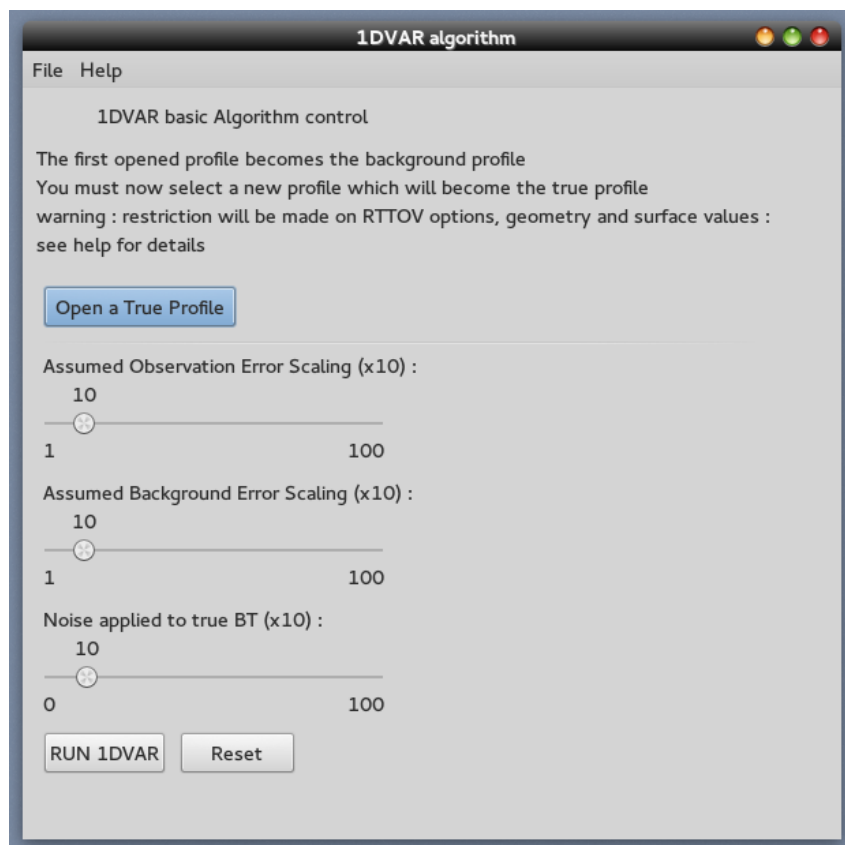 1DVAR algorithm
File Help
1DVAR basic Algorithm control
The first opened profile becomes the background profile
You must now select a new profile which will become the true profile
warning : restriction will be made on RTTOV options, geometry and surface values :
see help for details
Open a True Profile
Assumed Observation Error Scaling (x10) :
10
1 100
Assumed Background Error Scaling (x10) :
10
1 100
Noise applied to true BT (x10) :
10
0 100
RUN 1DVAR Reset